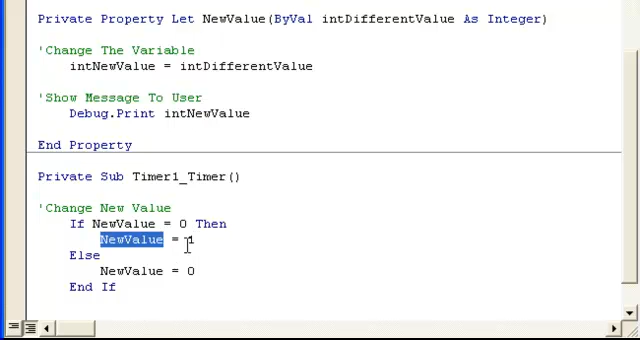 Private Property Let NewValue(ByVal intDifferentValue As Integer)
'Change The Variable
intNewValue = intDifferentValue
'Show Message To User
Debug.Print intNewValue
End Property
Private Sub Timer1_Timer()
'Change New Value
If NewValue = 0 Then
NewValue = 1
Else
NewValue = 0
End If